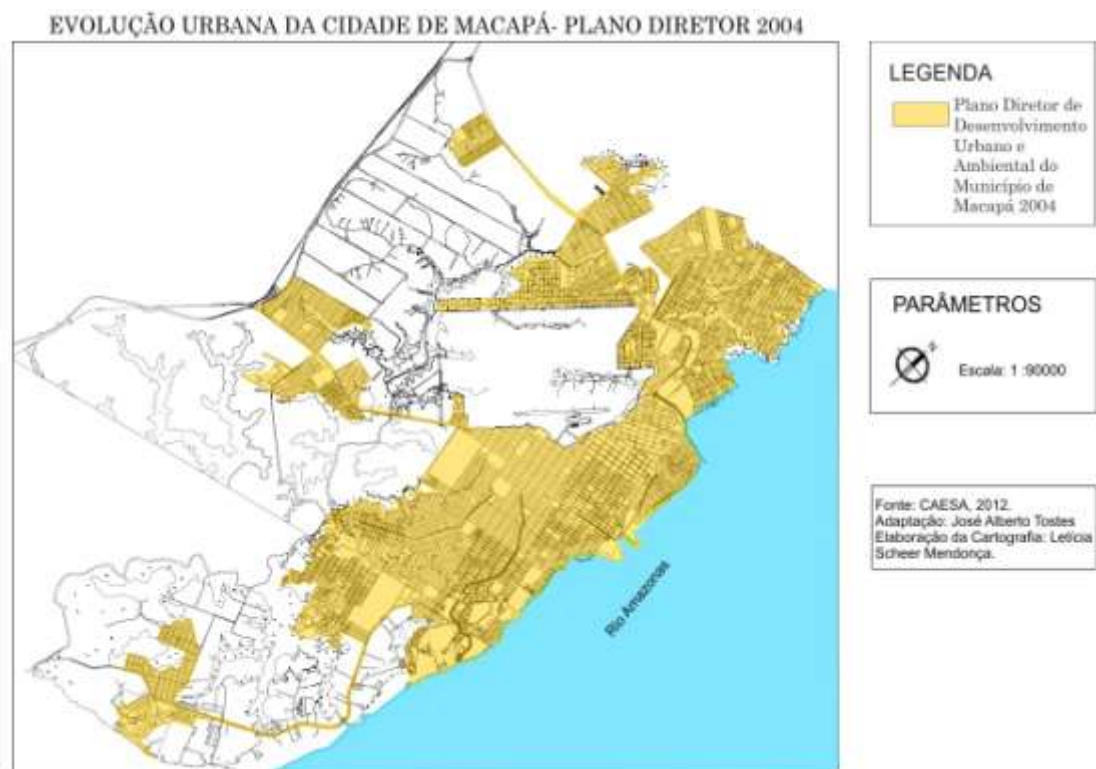 EVOLUÇÃO URBANA DA CIDADE DE MACAPÁ- PLANO DIRETOR 2004
LEGENDA
Plano Diretor de
Desenvolvimento
Urbano e
Ambiental do
Município de
Macapá 2004
PARÂMETROS
N
Escala: 1 :90000
Rio Amazonas
Fonte: CAESA, 2012.
Adaptação: José Alberto Tostes
Elaboração da Cartografia: Letícia
Scheer Mendonça.